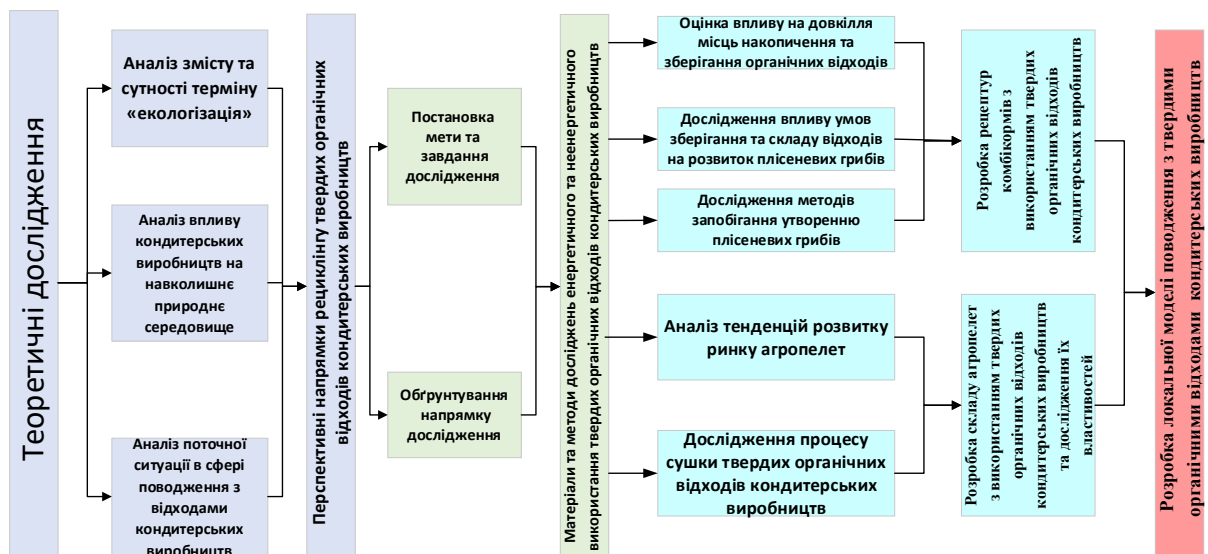 Теоретичні дослідження
Аналіз змісту та
сутності терміну
«екологізація»
Аналіз впливу
кондитерських
виробництв на
навколишнє
природнє
середовище
Аналіз поточної
ситуації в сфері
поводження з
відходами
кондитерських
виробництв
Перспективні напрямки рециклінгу твердих органічних
відходів кондитерських виробництв
Постановка
мети та
завдання
дослідження
Обґрунтування
напрямку
дослідження
Матеріали та методи досліджень енергетичного та неенергетичного
використання твердих органічних відходів кондитерських виробництв
Оцінка впливу на довкілля
місць накопичення та
зберігання органічних відходів
Дослідження впливу умов
зберігання та складу відходів
на розвиток плісеневих грибів
Дослідження методів
запобігання утворенню
плісеневих грибів
Аналіз тенденцій розвитку
ринку агропелет
Дослідження процесу
сушки твердих органічних
відходів кондитерських
виробництв
Розробка рецептур
комбікормів з
використанням твердих
органічних відходів
кондитерських виробництв
Розробка складу агропелет
з використанням твердих
органічних відходів
кондитерських виробництв
та дослідження їх
властивостей
Розробка локальної моделі поводження з твердими
органічними відходами кондитерських виробництв